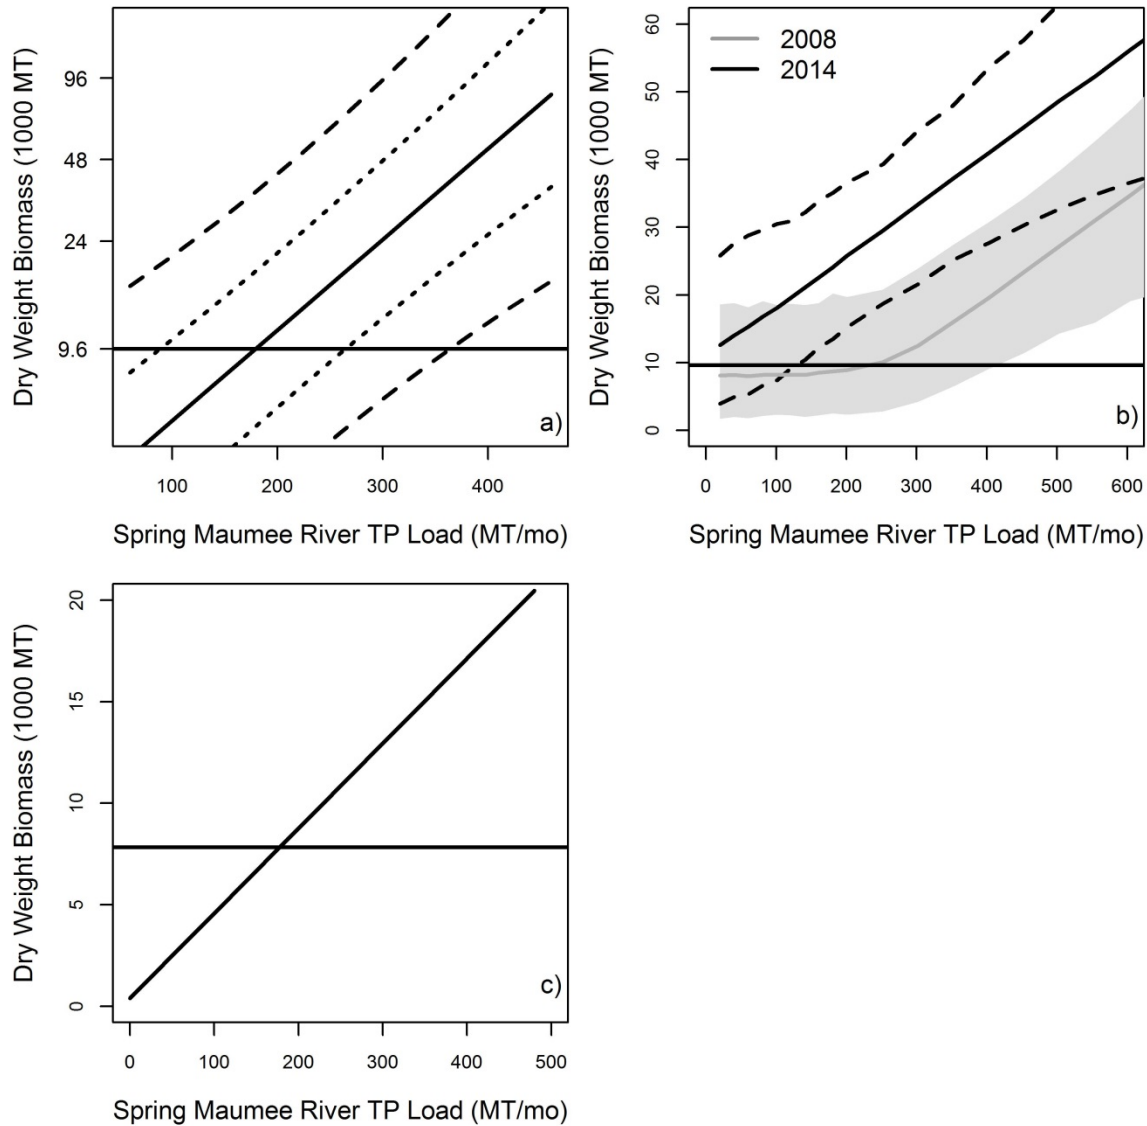 Dry Weight Biomass (1000 MT)
96
48
24
9.6
a)
100 200 300 400
Spring Maumee River TP Load (MT/mo)
Dry Weight Biomass (1000 MT)
60
50
40
30
20
10
0
2008
2014
b)
0 100 200 300 400 500 600
Spring Maumee River TP Load (MT/mo)
Dry Weight Biomass (1000 MT)
20
15
10
5
0
c)
0 100 200 300 400 500
Spring Maumee River TP Load (MT/mo)